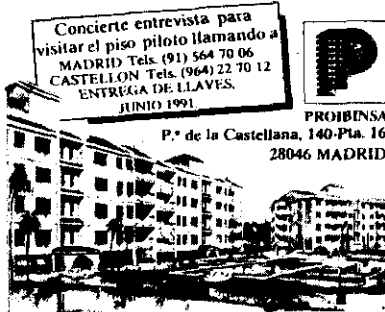 Concierte entrevista para
visitar el piso piloto llamando a
MADRID Tels. (91) 564 70 06
CASTELLON Tels. (964) 22 70 12
ENTREGA DE LLAVES,
JUNIO 1991.
PROIBINSA
P.º de la Castellana, 140-Pta. 16
28046 MADRID